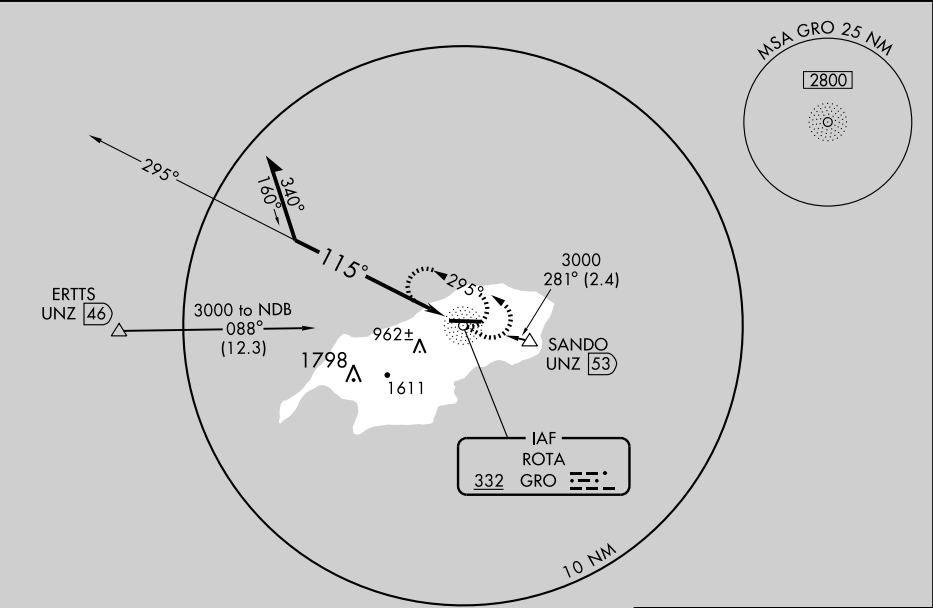 MSA GRO 25 NM
2800
295°
340°
160°
115°
295°
3000
281° (2.4)
ERTTS
UNZ 46
3000 to NDB
088°
(12.3)
SANDO
UNZ 53
962±
1798
1611
IAF
ROTA
332 GRO
10 NM